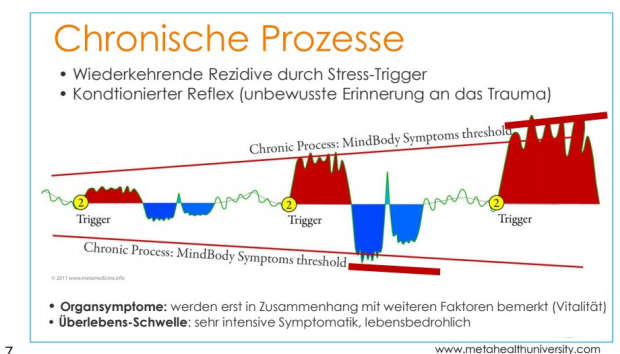 Chronische Prozesse
• Wiederkehrende Rezidive durch Stress-Trigger
• Kondtionierter Reflex (unbewusste Erinnerung an das Trauma)
Chronic Process: MindBody Symptoms threshold
2
Trigger
2
Trigger
2
Trigger
Chronic Process: MindBody Symptoms threshold
© 2011 www.metamedicine.info
• Organsymptome: werden erst in Zusammenhang mit weiteren Faktoren bemerkt (Vitalität)
• Überlebens-Schwelle: sehr intensive Symptomatik, lebensbedrohlich
7
www.metahealthuniversity.com